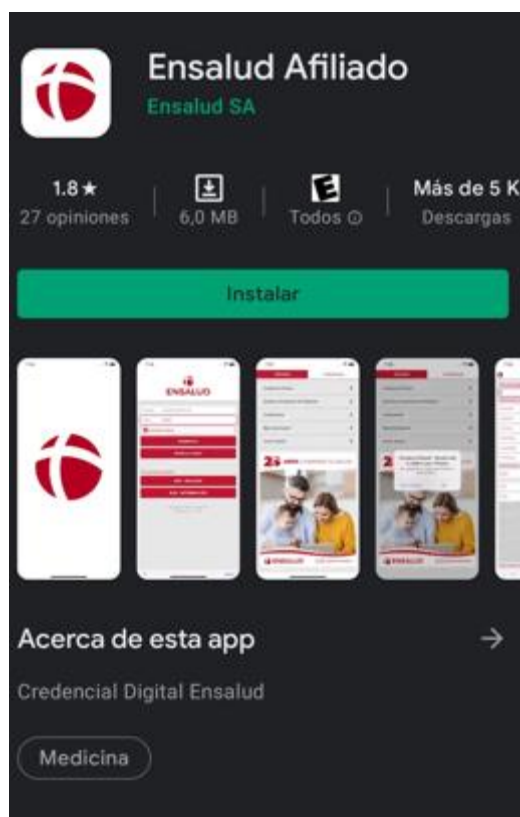 Ensalud Afiliado
Ensalud SA
1.8★
27 opiniones
6,0 MB
E
Todos
Más de 5 K
Descargas
Instalar
ENSALUD
Acerca de esta app
Credencial Digital Ensalud
Medicina